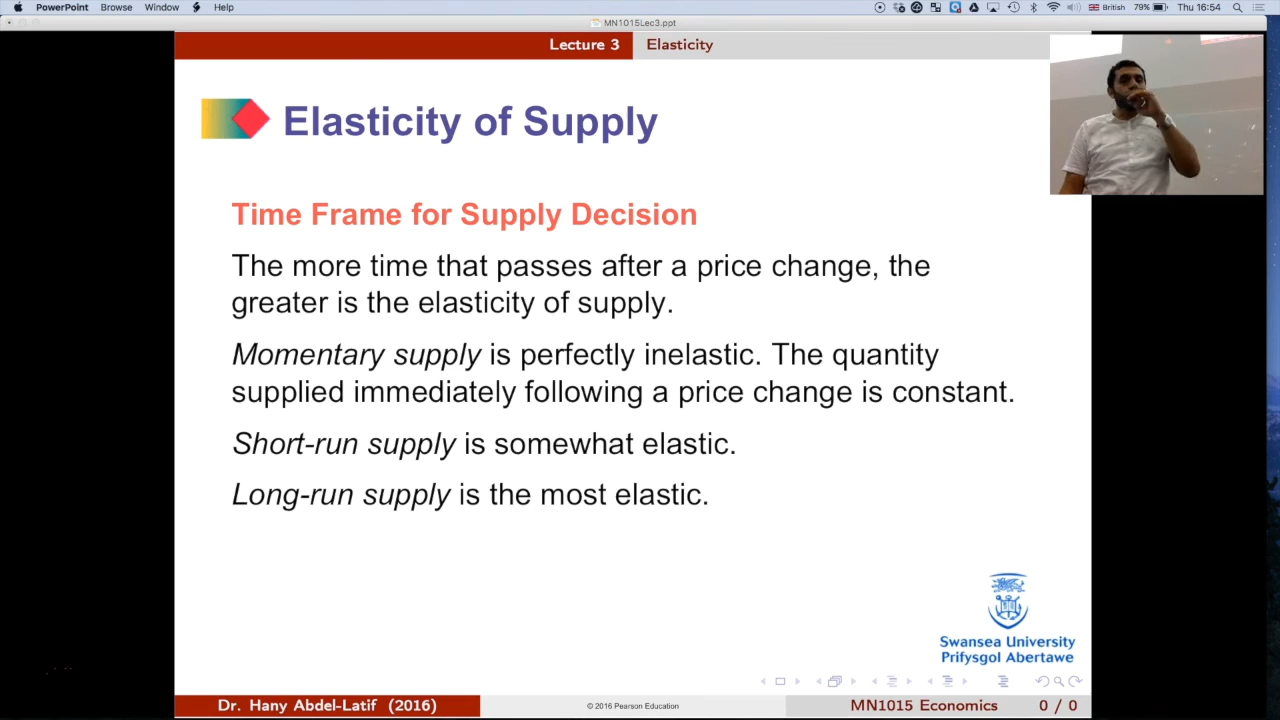 PowerPoint Browse Window Help
British 79% Thu 16:54
MN1015Lec3.ppt
Lecture 3 Elasticity
Elasticity of Supply
Time Frame for Supply Decision
The more time that passes after a price change, the
greater is the elasticity of supply.
Momentary supply is perfectly inelastic. The quantity
supplied immediately following a price change is constant.
Short-run supply is somewhat elastic.
Long-run supply is the most elastic.
Swansea University
Prifysgol Abertawe
Dr. Hany Abdel-Latif (2016) © 2016 Pearson Education MN1015 Economics 0 / 0